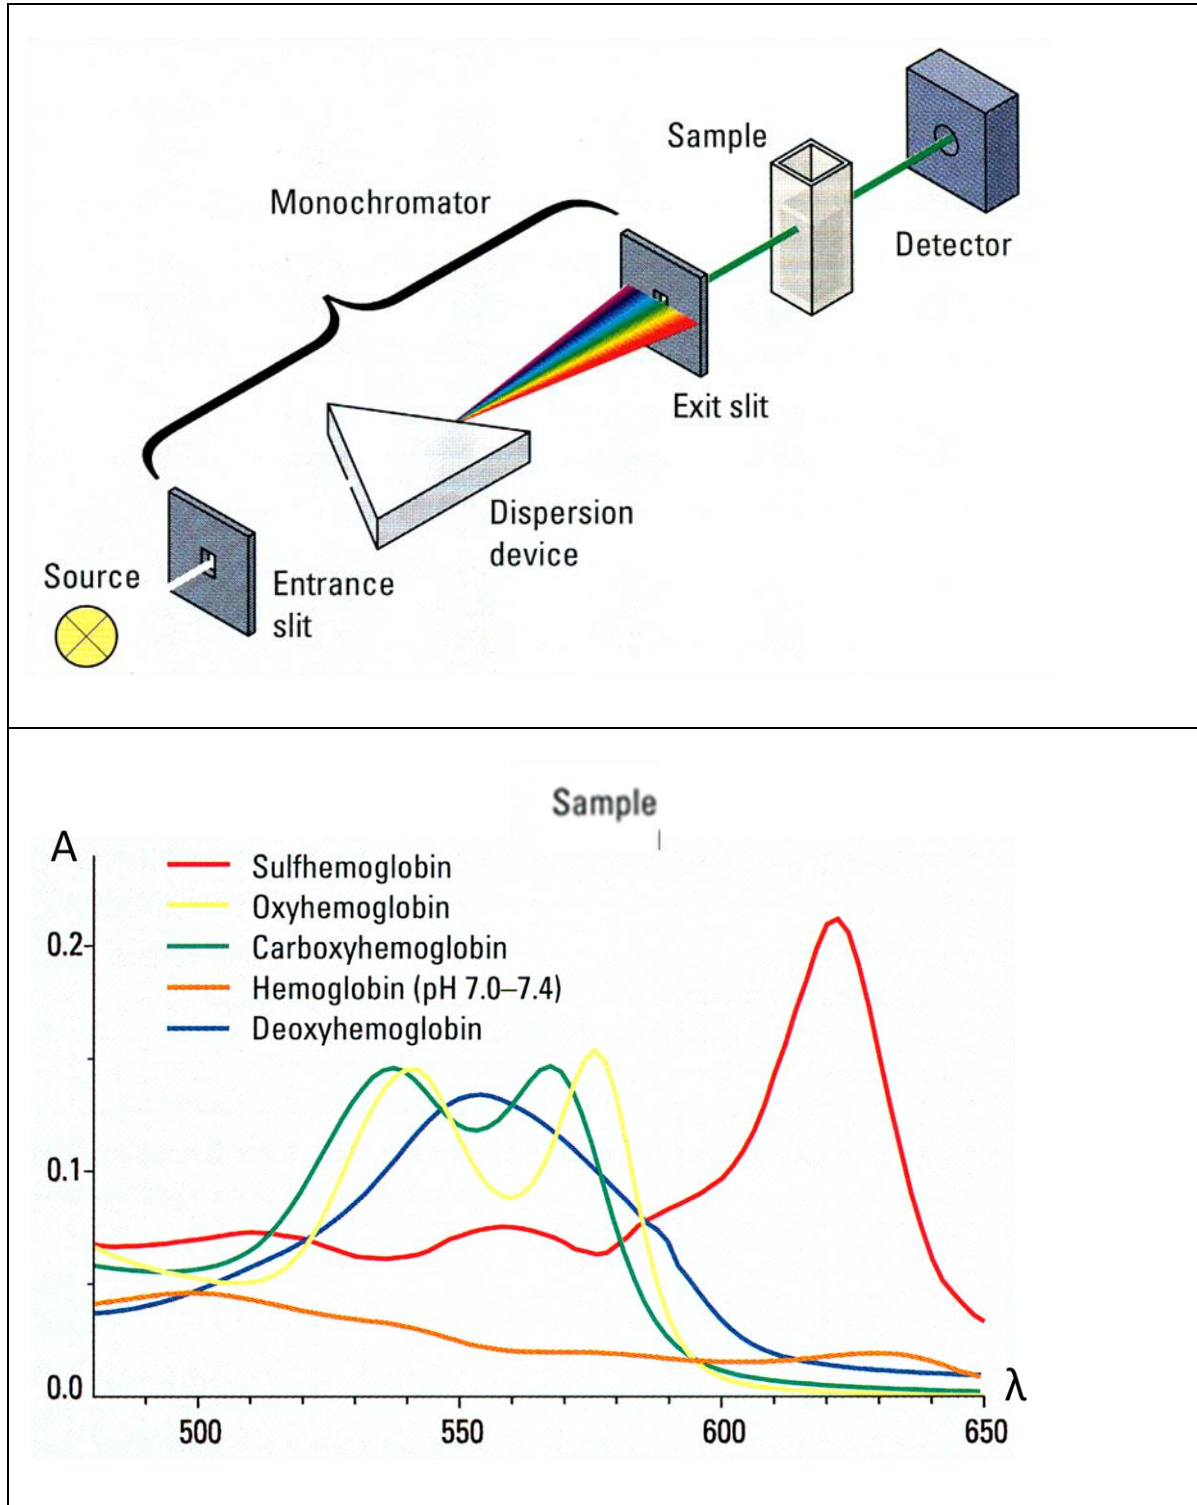 Sample
Monochromator
Detector
Exit slit
Dispersion
device
Source
Entrance
slit
Sample
A
Sulfhemoglobin
Oxyhemoglobin
Carboxyhemoglobin
Hemoglobin (pH 7.0–7.4)
Deoxyhemoglobin
0.2
0.1
0.0
λ
500 550 600 650